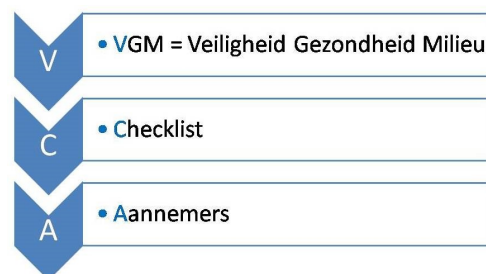 V
• VGM = Veiligheid Gezondheid Milieu
C
• Checklist
A
• Aannemers